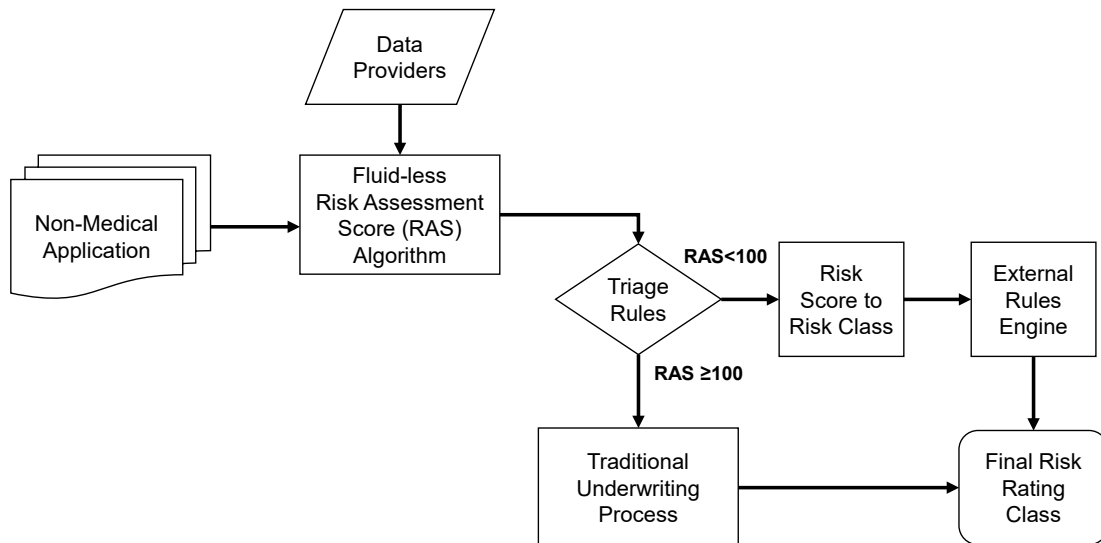 Data
Providers
Non-Medical
Application
Fluid-less
Risk Assessment
Score (RAS)
Algorithm
Triage
Rules
RAS<100
RAS ≥100
Risk
Score to
Risk Class
External
Rules
Engine
Traditional
Underwriting
Process
Final Risk
Rating
Class